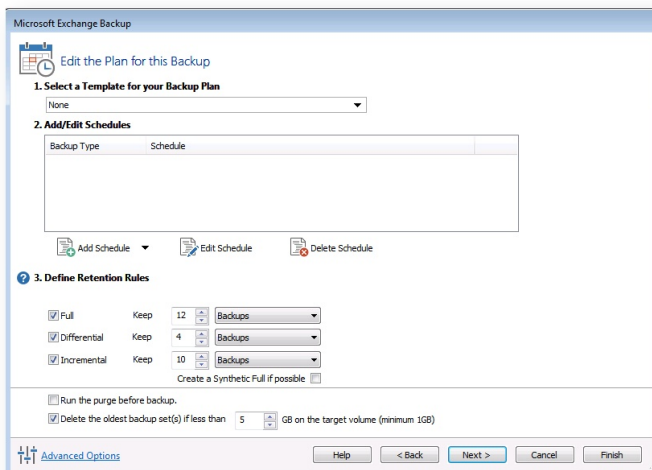 Microsoft Exchange Backup
Edit the Plan for this Backup
1. Select a Template for your Backup Plan
None
2. Add/Edit Schedules
Backup Type Schedule
Add Schedule Edit Schedule Delete Schedule
? 3. Define Retention Rules
Full Keep 12 Backups
Differential Keep 4 Backups
Incremental Keep 10 Backups
Create a Synthetic Full if possible
Run the purge before backup.
Delete the oldest backup set(s) if less than 5 GB on the target volume (minimum 1GB)
Advanced Options Help < Back Next > Cancel Finish